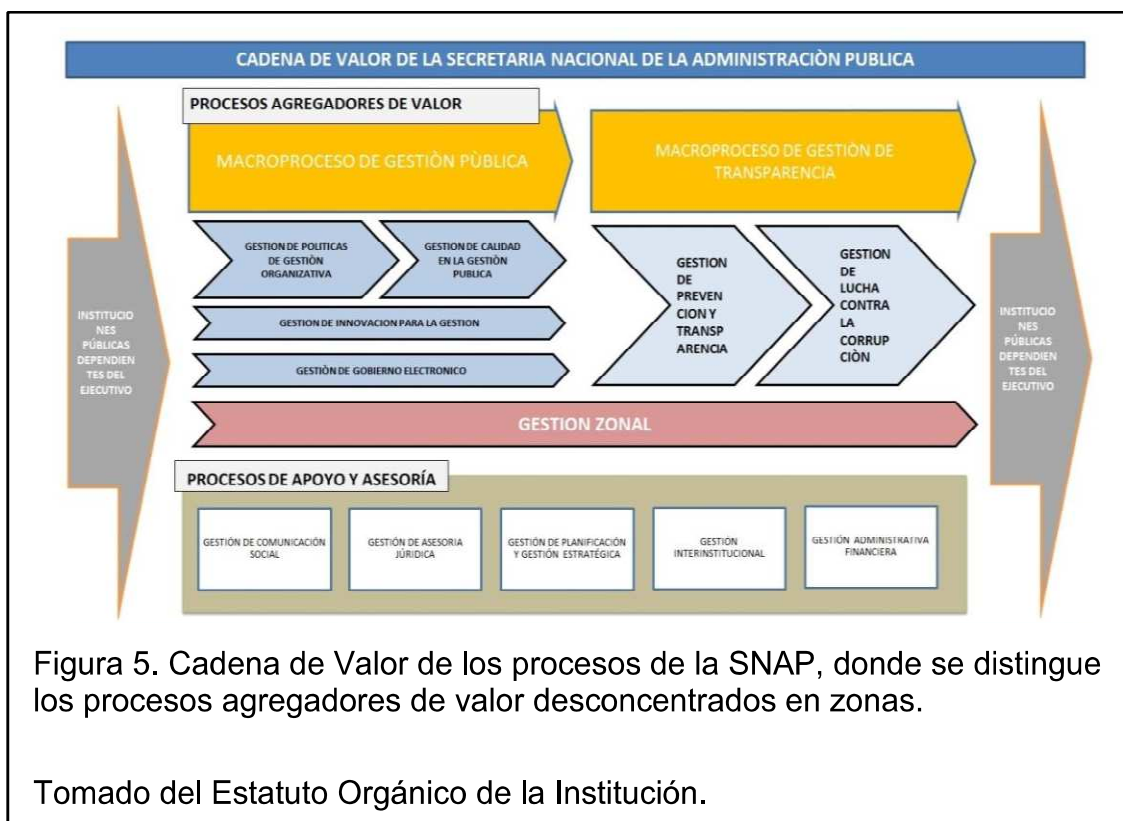 CADENA DE VALOR DE LA SECRETARIA NACIONAL DE LA ADMINISTRACIÒN PUBLICA
PROCESOS AGREGADORES DE VALOR
MACROPROCESO DE GESTIÒN PÙBLICA
MACROPROCESO DE GESTIÒN DE
TRANSPARENCIA
INSTITUCIO
NES
PÚBLICAS
DEPENDIEN
TES DEL
EJECUTIVO
GESTION DE POLITICAS
DE GESTIÒN
ORGANIZATIVA
GESTION DE CALIDAD
EN LA GESTIÒN
PUBLICA
GESTION DE INNOVACION PARA LA GESTION
GESTIÒN DE GOBIERNO ELECTRONICO
GESTION
DE
PREVEN
CION Y
TRANSP
ARENCIA
GESTION
DE
LUCHA
CONTRA
LA
CORRUP
CIÒN
INSTITUCIO
NES
PÚBLICAS
DEPENDIEN
TES DEL
EJECUTIVO
GESTION ZONAL
PROCESOS DE APOYO Y ASESORÍA
GESTIÓN DE COMUNICACIÓN
SOCIAL
GESTIÓN DE ASESORIA
JÚRIDICA
GESTIÓN DE PLANIFICACIÓN
Y GESTIÓN ESTRATÉGICA
GESTIÓN
INTERINSTITUCIONAL
GESTIÓN ADMINISTRATIVA
FINANCIERA
Figura 5. Cadena de Valor de los procesos de la SNAP, donde se distingue
los procesos agregadores de valor desconcentrados en zonas.
Tomado del Estatuto Orgánico de la Institución.